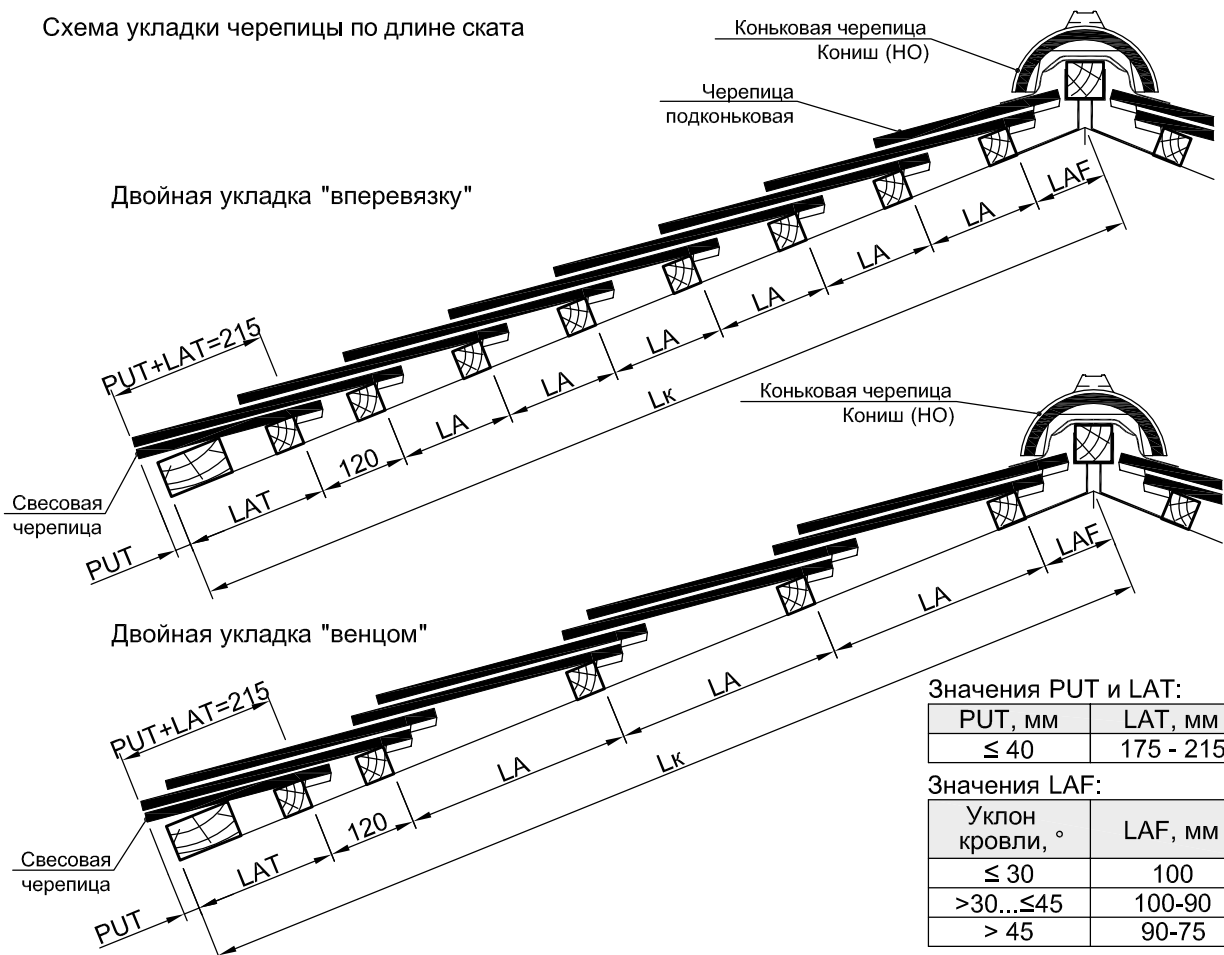 Схема укладки черепицы по длине ската
Коньковая черепица
Кониш (НО)
Черепица
подконьковая
Двойная укладка "вперевязку"
LAF
LA
LA
LA
LA
LA
LA
Lк
PUT+LAT=215
120
LAT
Свесовая
черепица
PUT
Коньковая черепица
Кониш (НО)
Двойная укладка "венцом"
LAF
LA
LA
LA
Lк
PUT+LAT=215
120
LAT
Свесовая
черепица
PUT
Значения PUT и LAT:
PUT, мм LAT, мм
≤ 40 175 - 215
Значения LAF:
Уклон
кровли, ° LAF, мм
≤ 30 100
>30...≤45 100-90
> 45 90-75